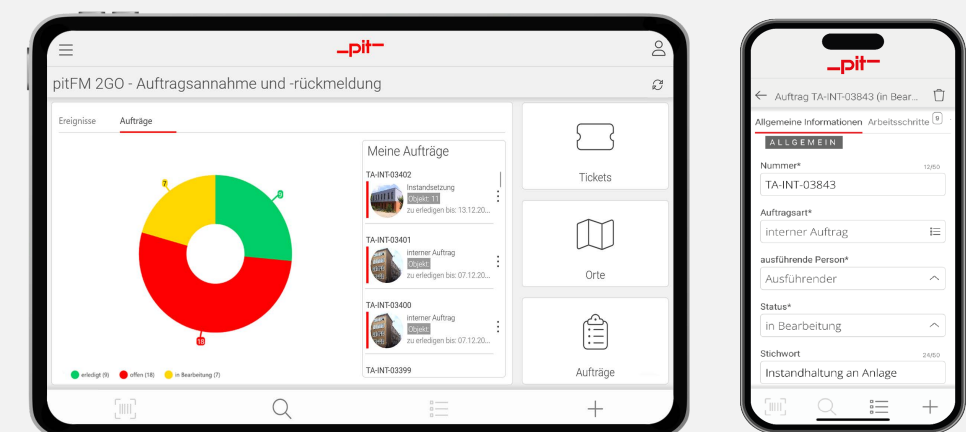 _pit─
pitFM 2GO - Auftragsannahme und -rückmeldung
Ereignisse Aufträge
7
9
18
erledigt (9) offen (18) in Bearbeitung (7)
Meine Aufträge
TA-INT-03402
Instandsetzung
Objekt: 11
zu erledigen bis: 13.12.20...
TA-INT-03401
interner Auftrag
Objekt:
zu erledigen bis: 07.12.20...
TA-INT-03400
interner Auftrag
Objekt:
zu erledigen bis: 07.12.20...
TA-INT-03399
Tickets
Orte
Aufträge
_pit─
Auftrag TA-INT-03843 (in Bear...
Allgemeine Informationen Arbeitsschritte 9
ALLGEMEIN
Nummer* 12/50
TA-INT-03843
Auftragsart*
interner Auftrag
ausführende Person*
Ausführender
Status*
in Bearbeitung
Stichwort 24/50
Instandhaltung an Anlage